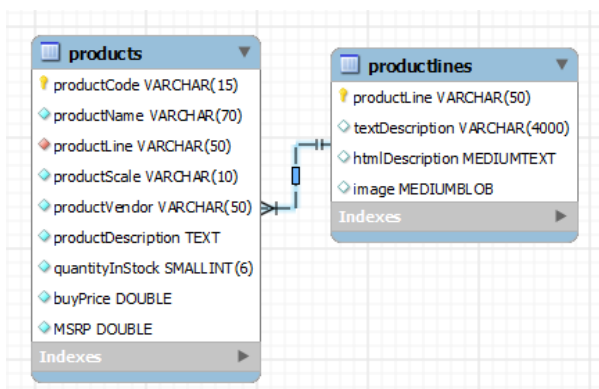 products
productCode VARCHAR(15)
productName VARCHAR(70)
productLine VARCHAR(50)
productScale VARCHAR(10)
productVendor VARCHAR(50)
productDescription TEXT
quantityInStock SMALLINT(6)
buyPrice DOUBLE
MSRP DOUBLE
Indexes
productlines
productLine VARCHAR(50)
textDescription VARCHAR(4000)
htmlDescription MEDIUMTEXT
image MEDIUMBLOB
Indexes